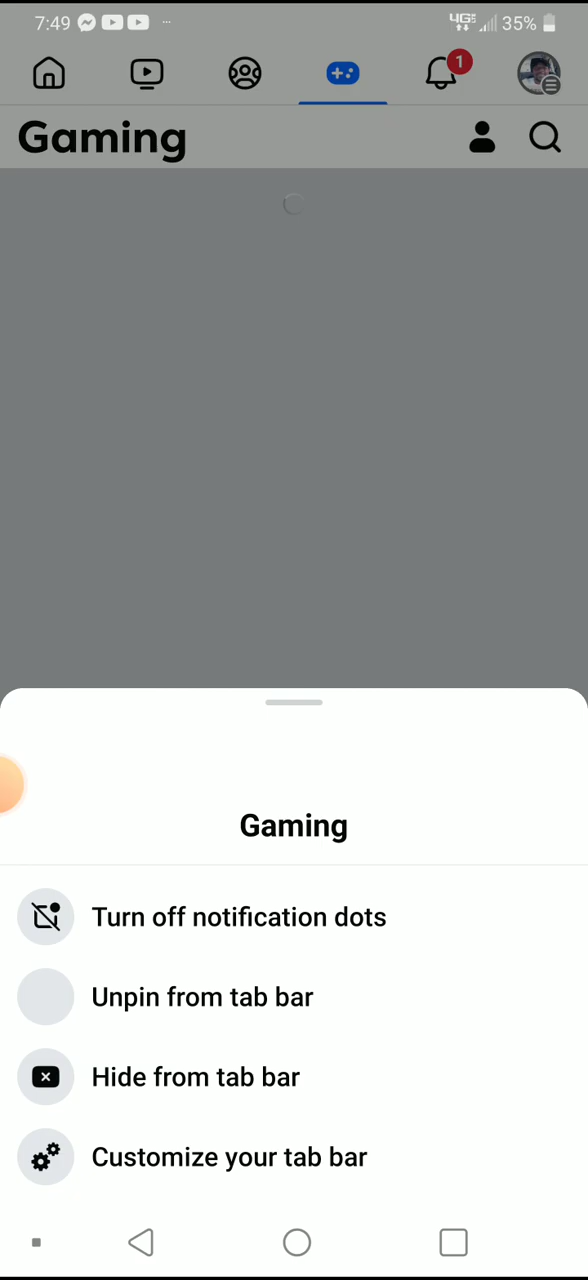 7:49 ... 4GE 35%
1
Gaming
Gaming
Turn off notification dots
Unpin from tab bar
Hide from tab bar
Customize your tab bar